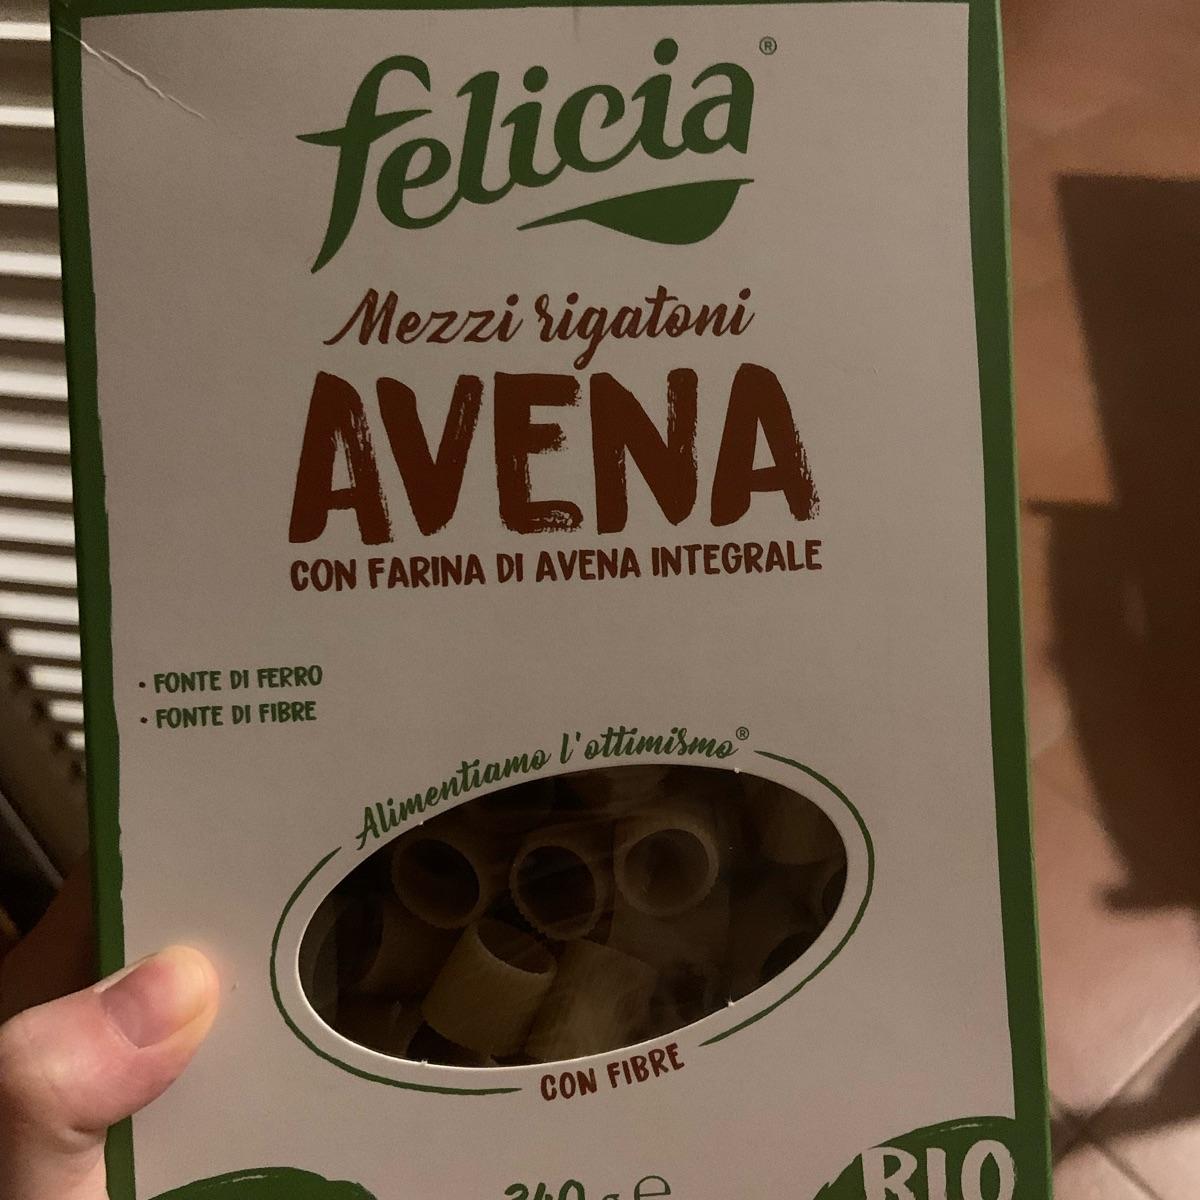 felicia®
Mezzi rigatoni
AVENA
CON FARINA DI AVENA INTEGRALE
• FONTE DI FERRO
• FONTE DI FIBRE
Alimentiamo l'ottimismo®
CON FIBRE
340 g e
BIO